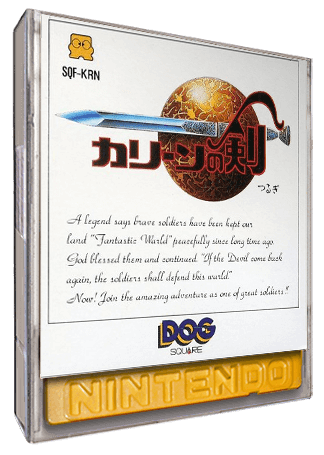 SQF-KRN
カリーンの剣
つるぎ
A legend says brave soldiers have been kept our
land "Fantastic World" peacefully since long time ago.
God blessed them and continued. "If the Devil come back
again, the soldiers shall defend this world."
Now! Join the amazing adventure as one of great soldiers!!
DOG
SQUARE
NINTENDO